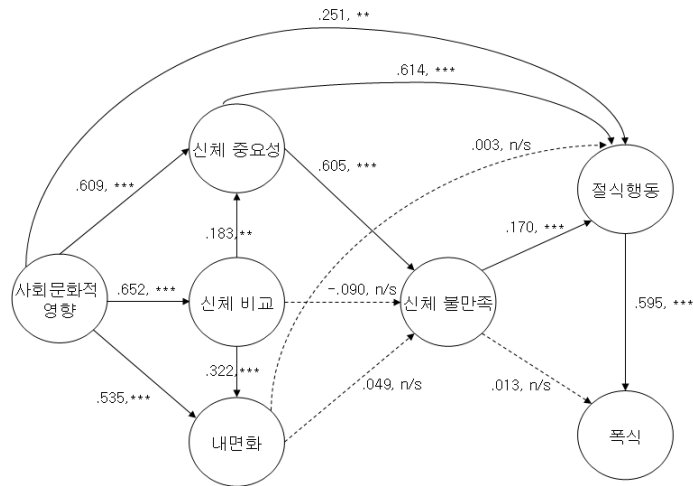 .251, **
.614, ***
신체 중요성
.003, n/s
.609, ***
.605, ***
절식행동
.183,**
.170, ***
사회문화적
영향
.652, ***
신체 비교
-.090, n/s
신체 불만족
.595, ***
.322,***
.535,***
.049, n/s
.013, n/s
내면화
폭식